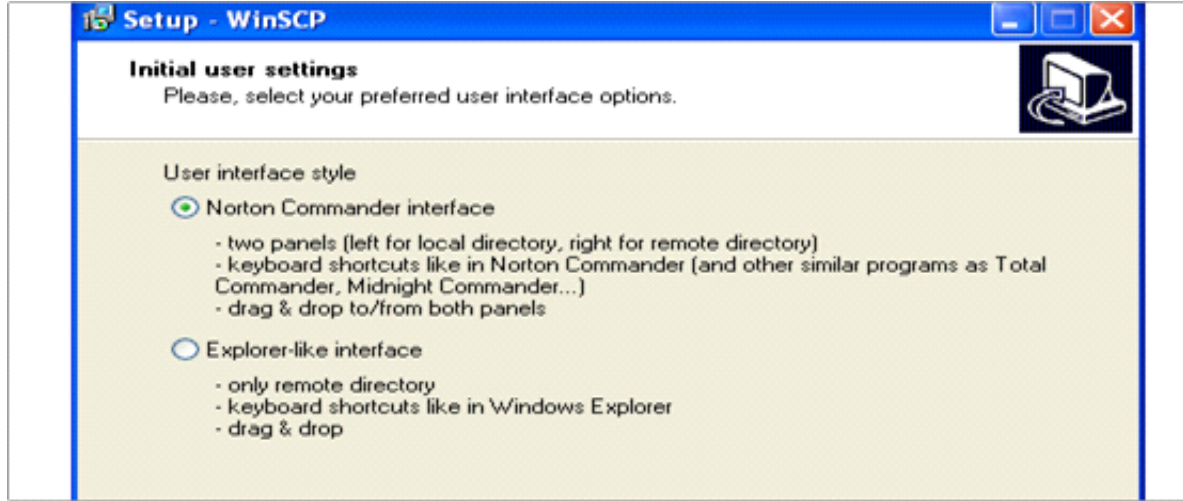 Setup - WinSCP
Initial user settings
Please, select your preferred user interface options.
User interface style
Norton Commander interface
- two panels (left for local directory, right for remote directory)
- keyboard shortcuts like in Norton Commander (and other similar programs as Total
Commander, Midnight Commander...)
- drag & drop to/from both panels
Explorer-like interface
- only remote directory
- keyboard shortcuts like in Windows Explorer
- drag & drop